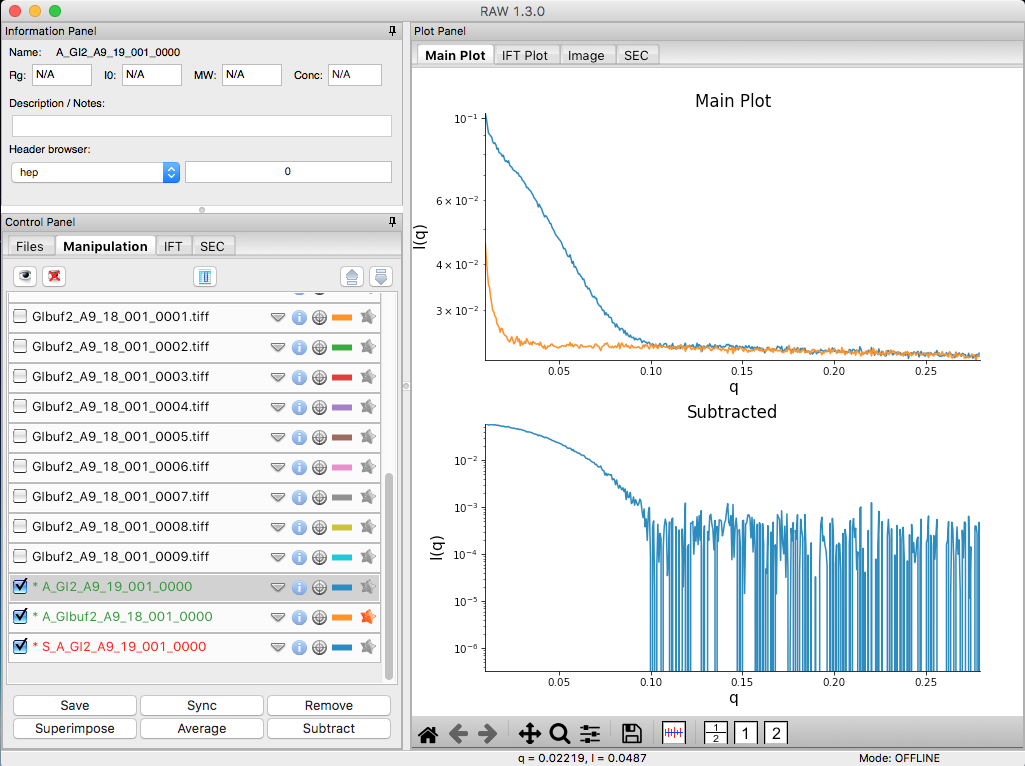 RAW 1.3.0
Information Panel
Name: A_GI2_A9_19_001_0000
Rg: N/A I0: N/A MW: N/A Conc: N/A
Description / Notes:
Header browser:
hep 0
Control Panel
Files Manipulation IFT SEC
GIbuf2_A9_18_001_0001.tiff
GIbuf2_A9_18_001_0002.tiff
GIbuf2_A9_18_001_0003.tiff
GIbuf2_A9_18_001_0004.tiff
GIbuf2_A9_18_001_0005.tiff
GIbuf2_A9_18_001_0006.tiff
GIbuf2_A9_18_001_0007.tiff
GIbuf2_A9_18_001_0008.tiff
GIbuf2_A9_18_001_0009.tiff
* A_GI2_A9_19_001_0000
* A_GIbuf2_A9_18_001_0000
* S_A_GI2_A9_19_001_0000
Save Sync Remove
Superimpose Average Subtract
Plot Panel
Main Plot IFT Plot Image SEC
Main Plot
10⁻¹
6 × 10⁻²
4 × 10⁻²
3 × 10⁻²
I(q)
0.05 0.10 0.15 0.20 0.25
q
Subtracted
10⁻²
10⁻³
10⁻⁴
10⁻⁵
10⁻⁶
I(q)
0.05 0.10 0.15 0.20 0.25
q
1 2 1 2
q = 0.02219, I = 0.0487 Mode: OFFLINE